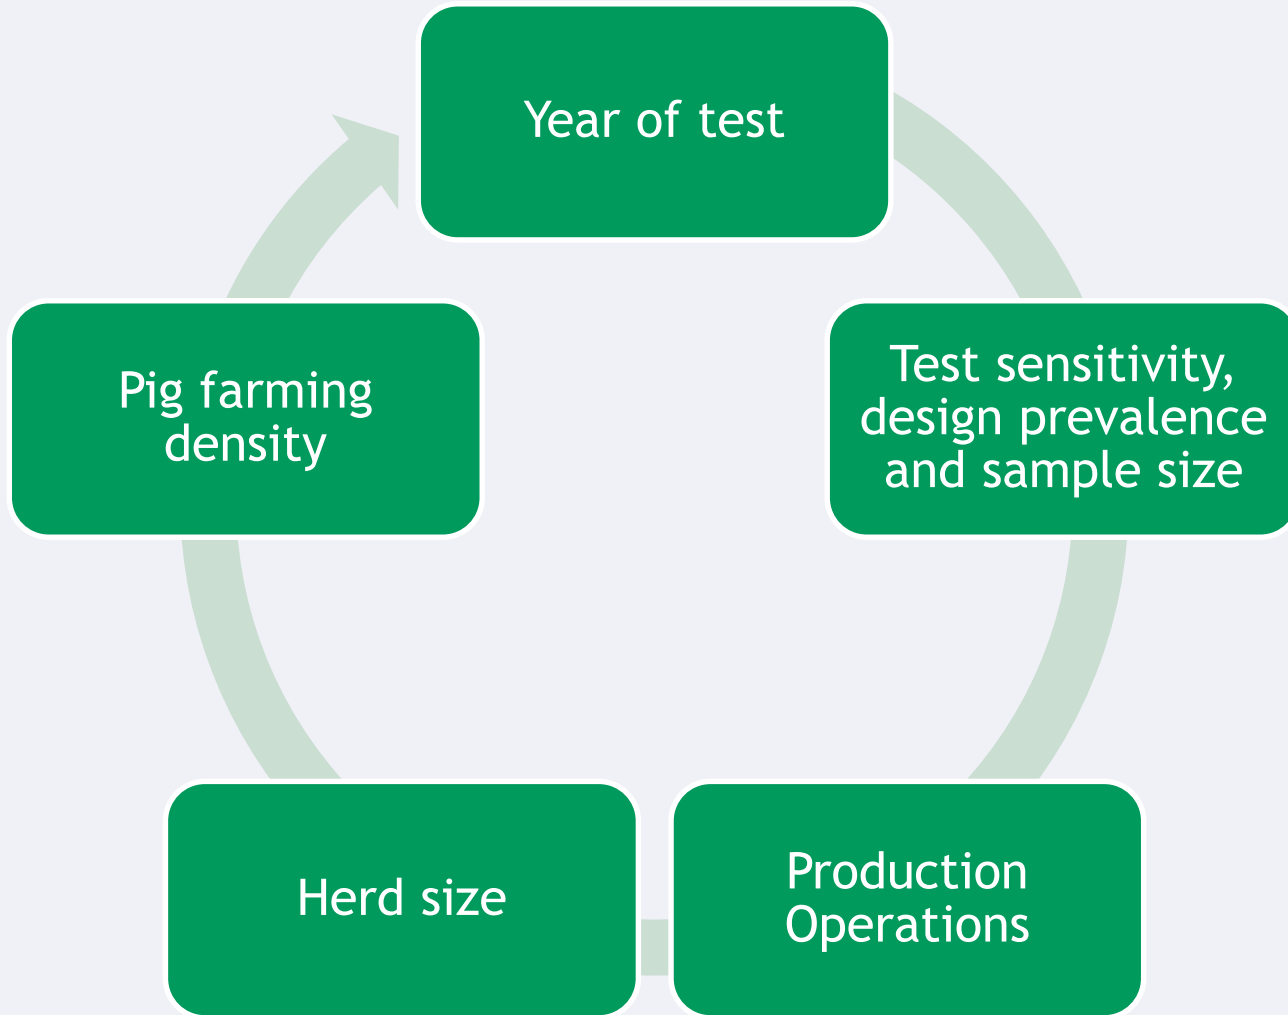 Year of test
Test sensitivity,
design prevalence
and sample size
Production
Operations
Herd size
Pig farming
density